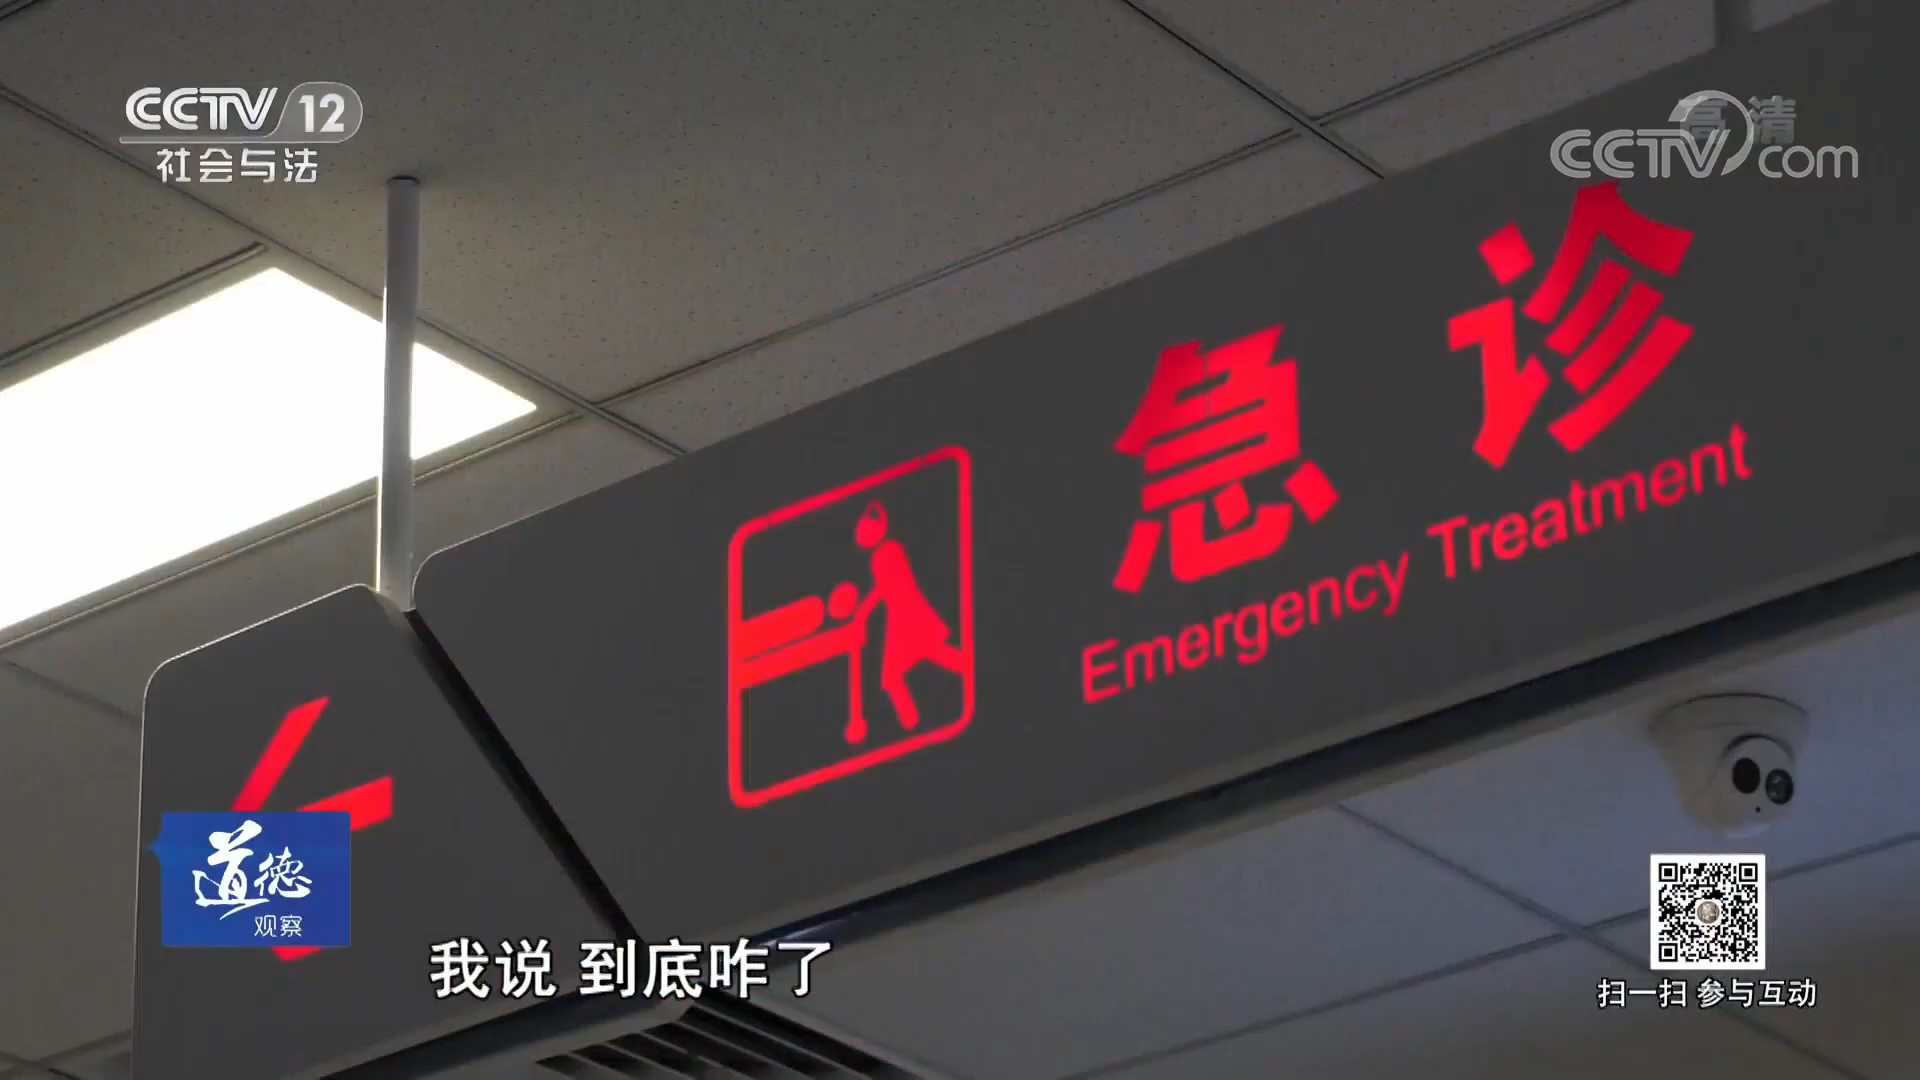 CCTV 12
社会与法
高清
CCTV com
急诊
Emergency Treatment
道德
观察
我说 到底咋了
扫一扫 参与互动